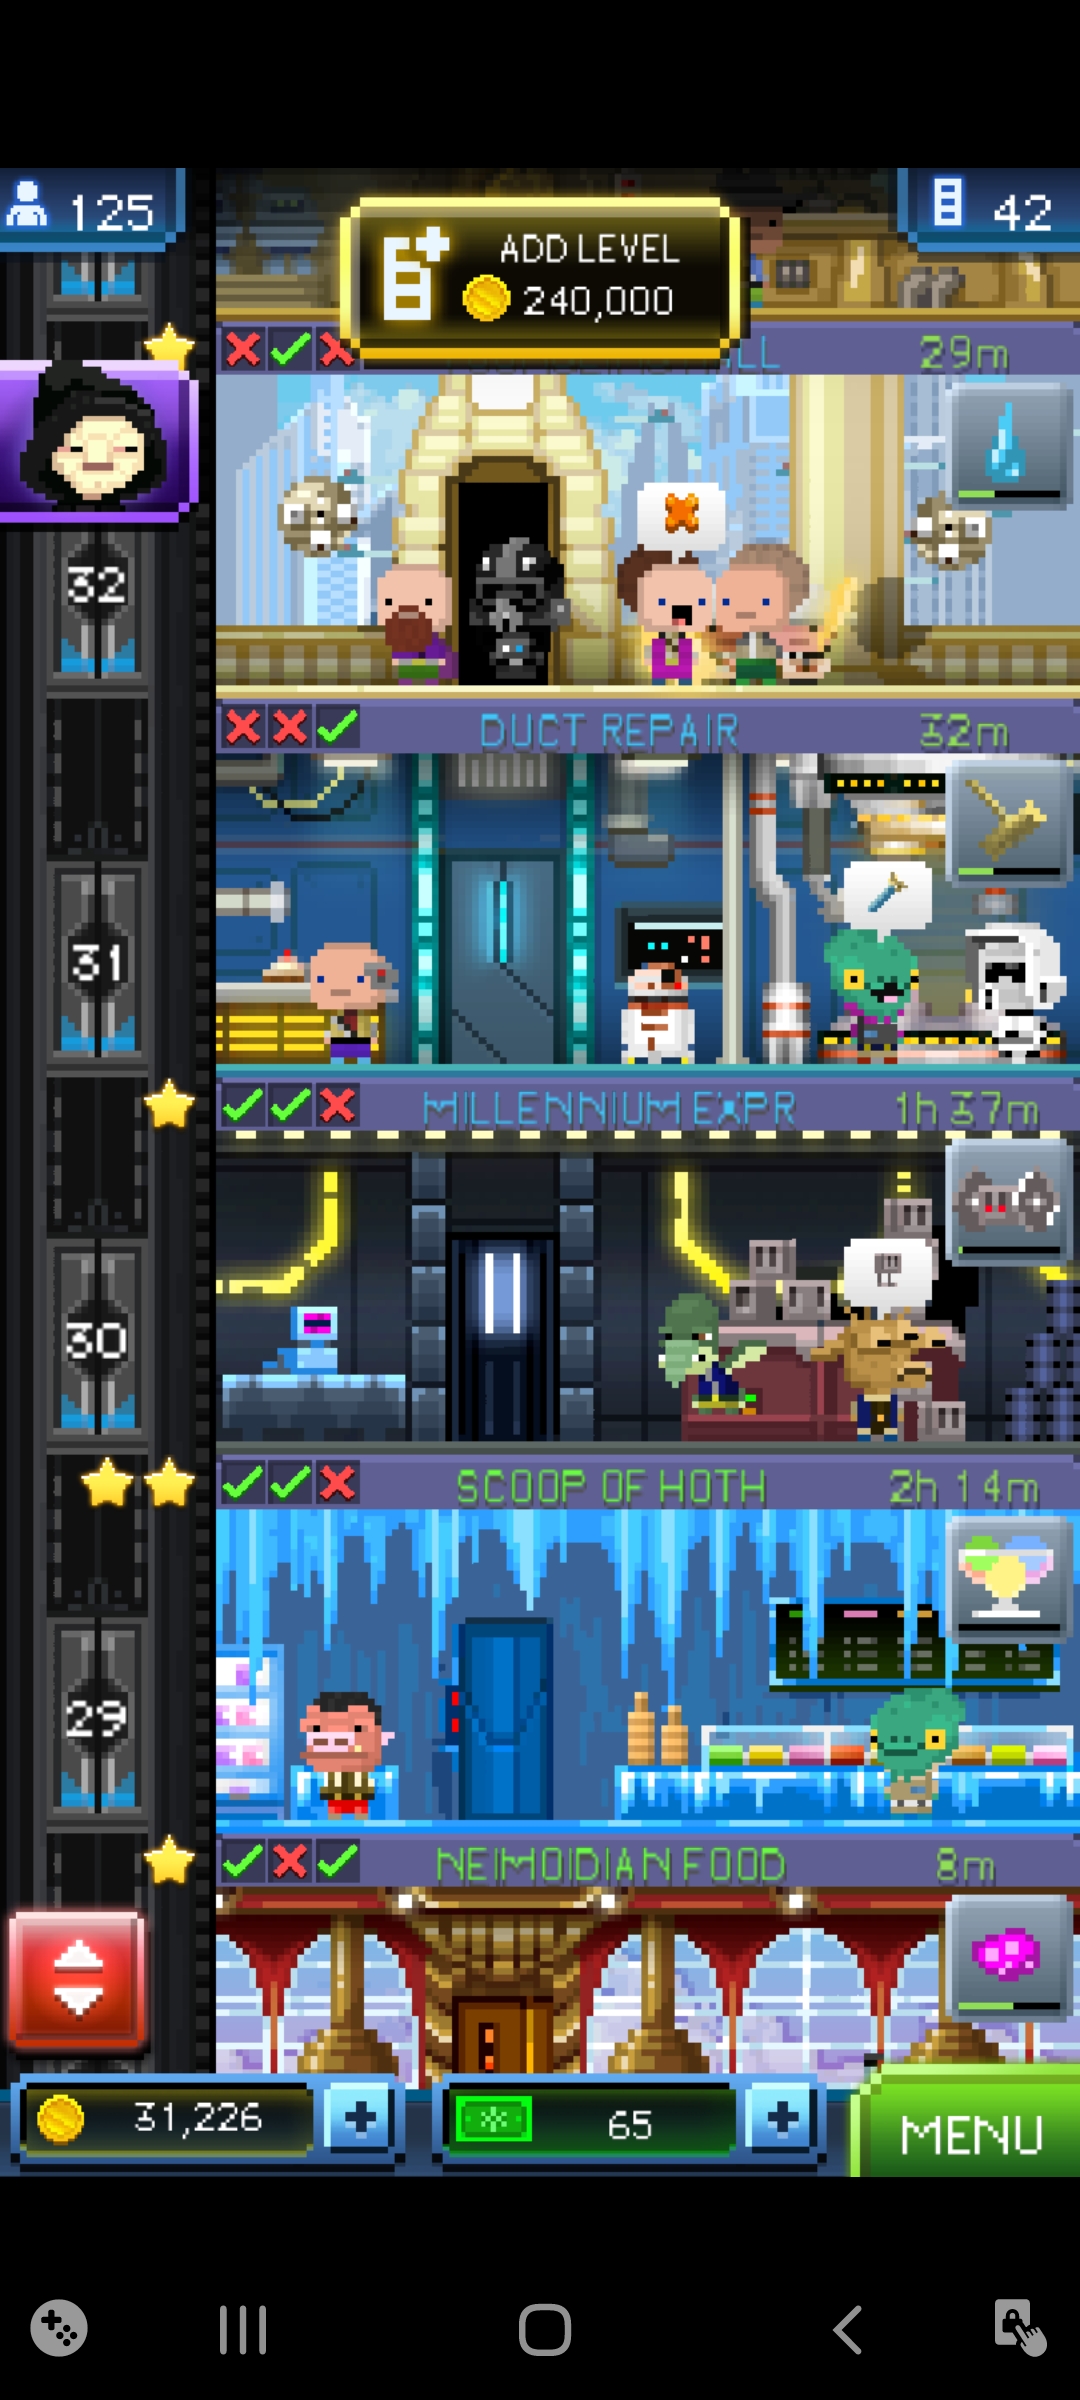 125
42
ADD LEVEL
240,000
29m
32
DUCT REPAIR 32m
31
MILLENNIUM EXPR 1h 37m
30
SCOOP OF HOTH 2h 14m
29
NEIMOIDIAN FOOD 8m
31,226
65
MENU